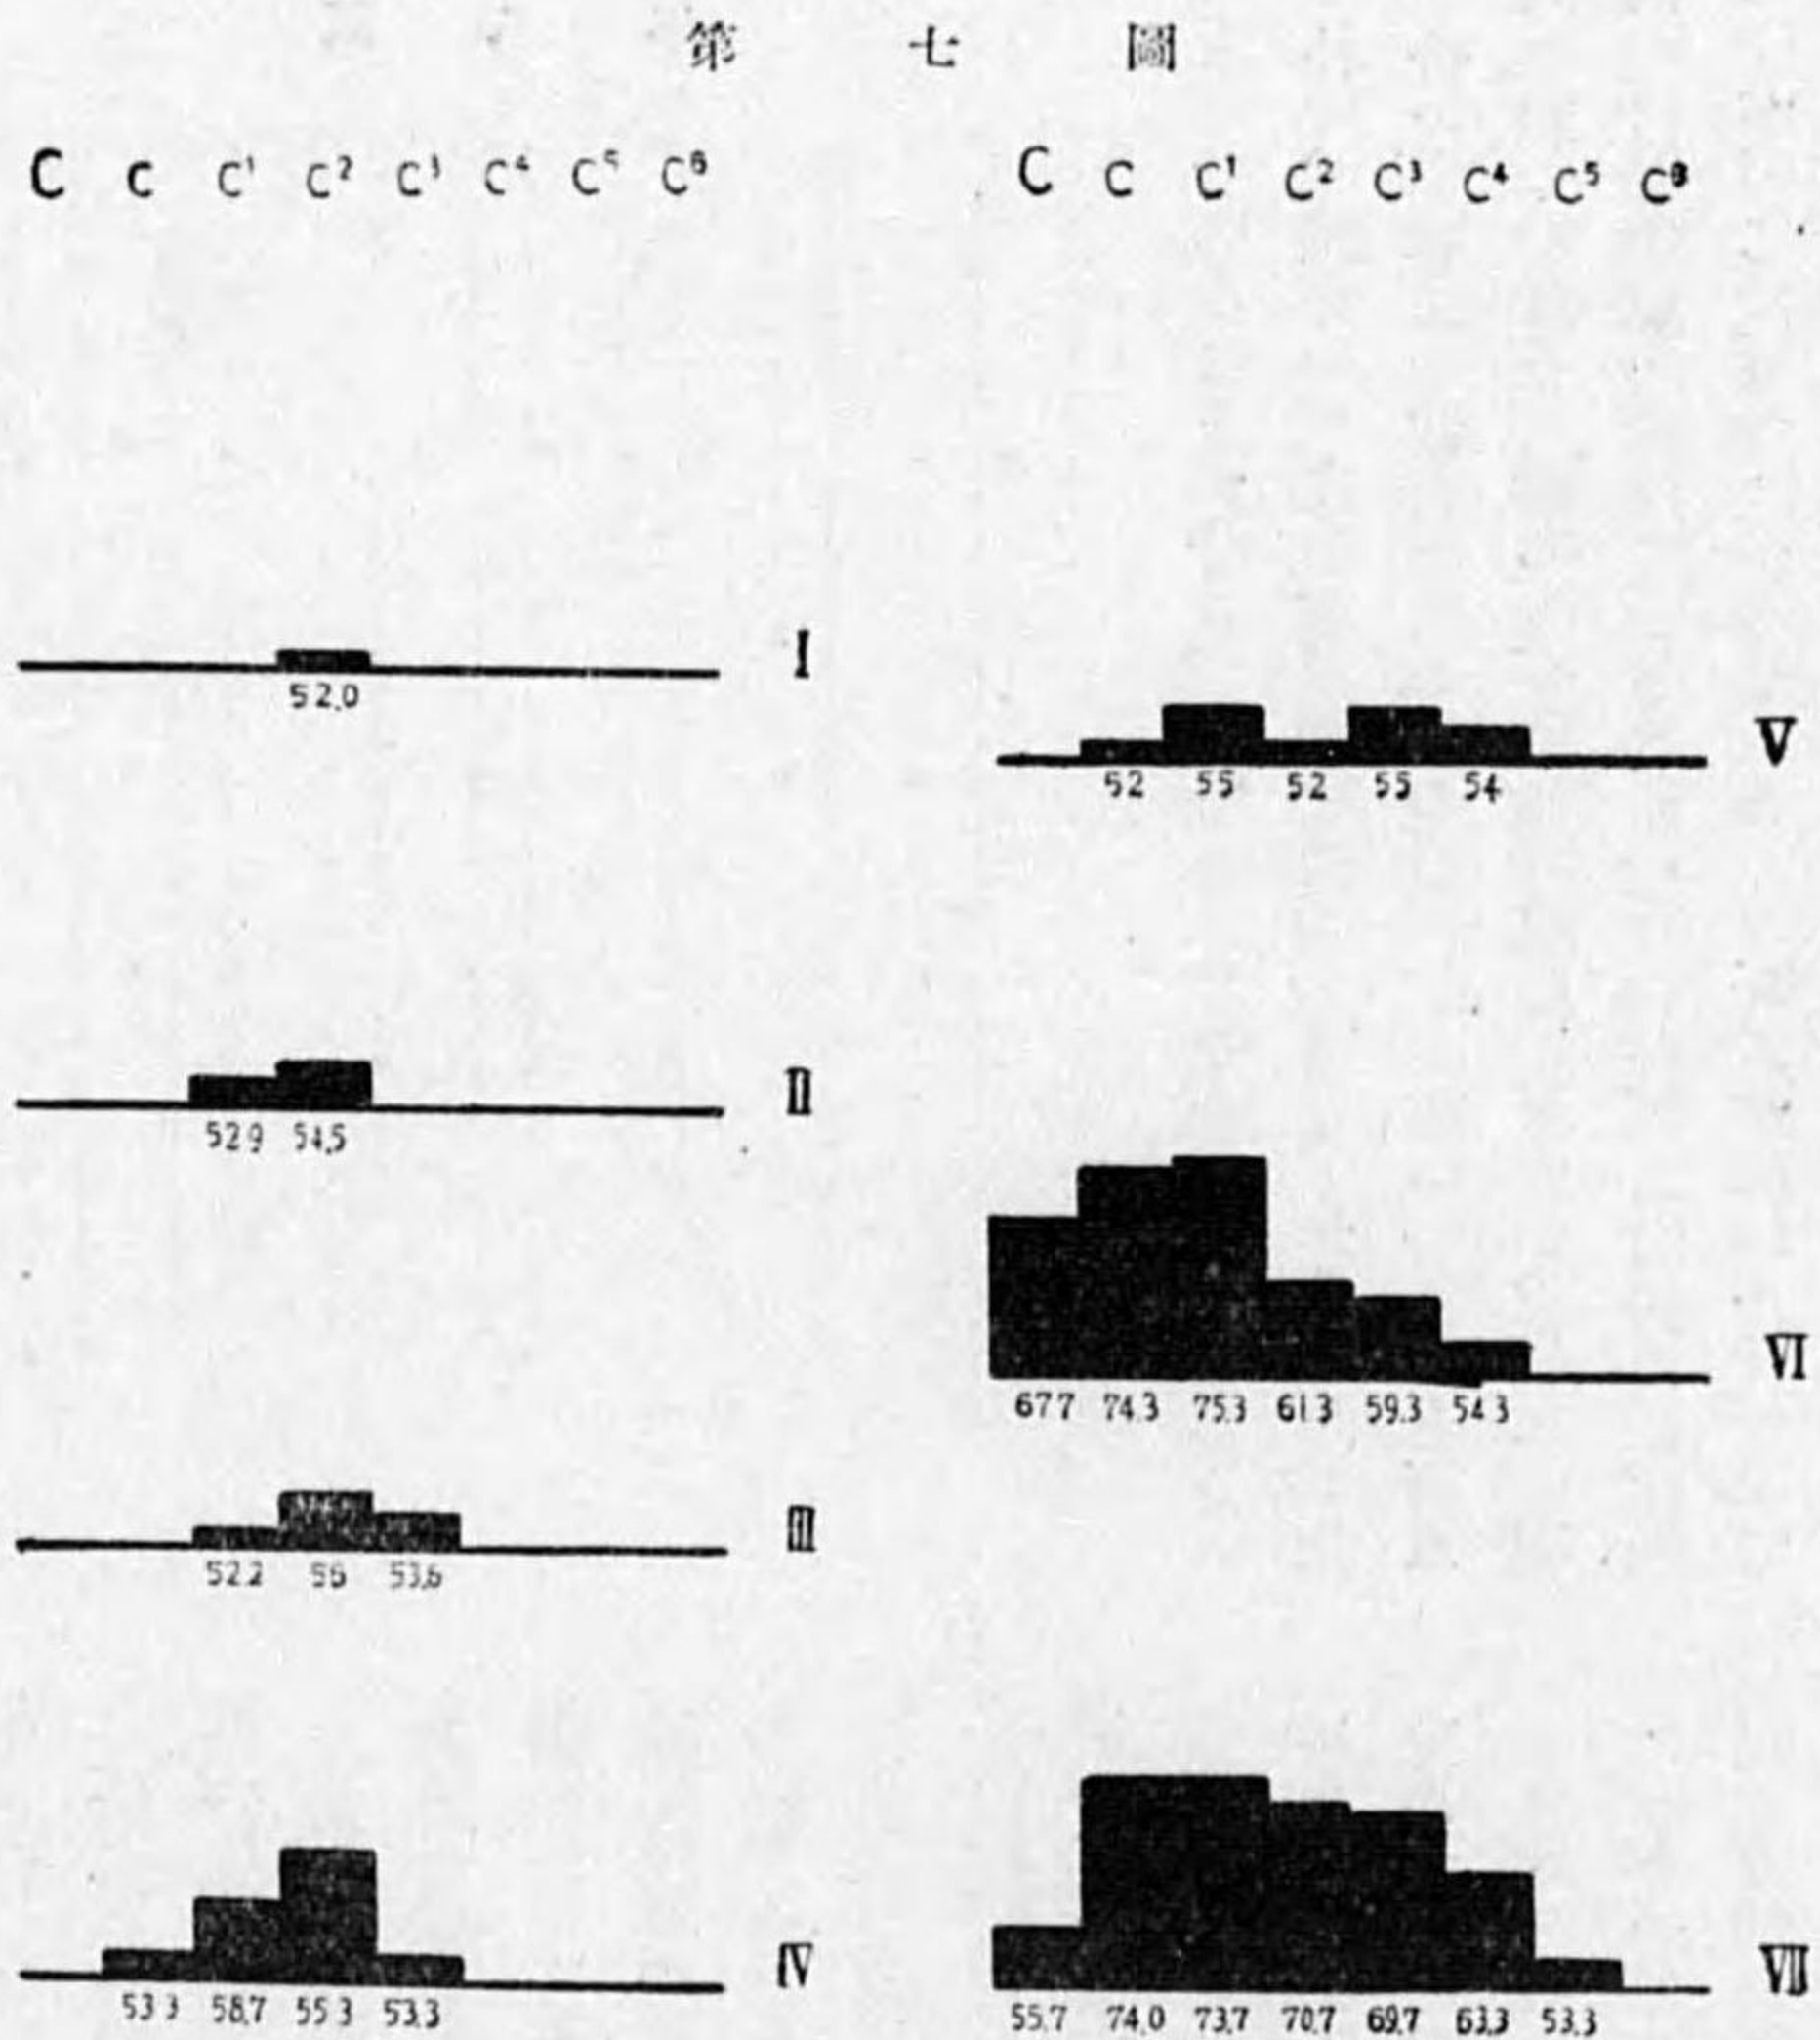 第七圖
C c C¹ C² C³ C⁴ C⁵ C⁶
I
52.0
II
52.9 54.5
III
52.2 55 53.6
IV
53.3 58.7 55.3 53.3
C C C¹ C² C³ C⁴ C⁵ C⁶
V
52 55 52 55 54
VI
67.7 74.3 75.3 61.3 59.3 54.3
VII
55.7 74.0 73.7 70.7 69.7 63.3 53.3